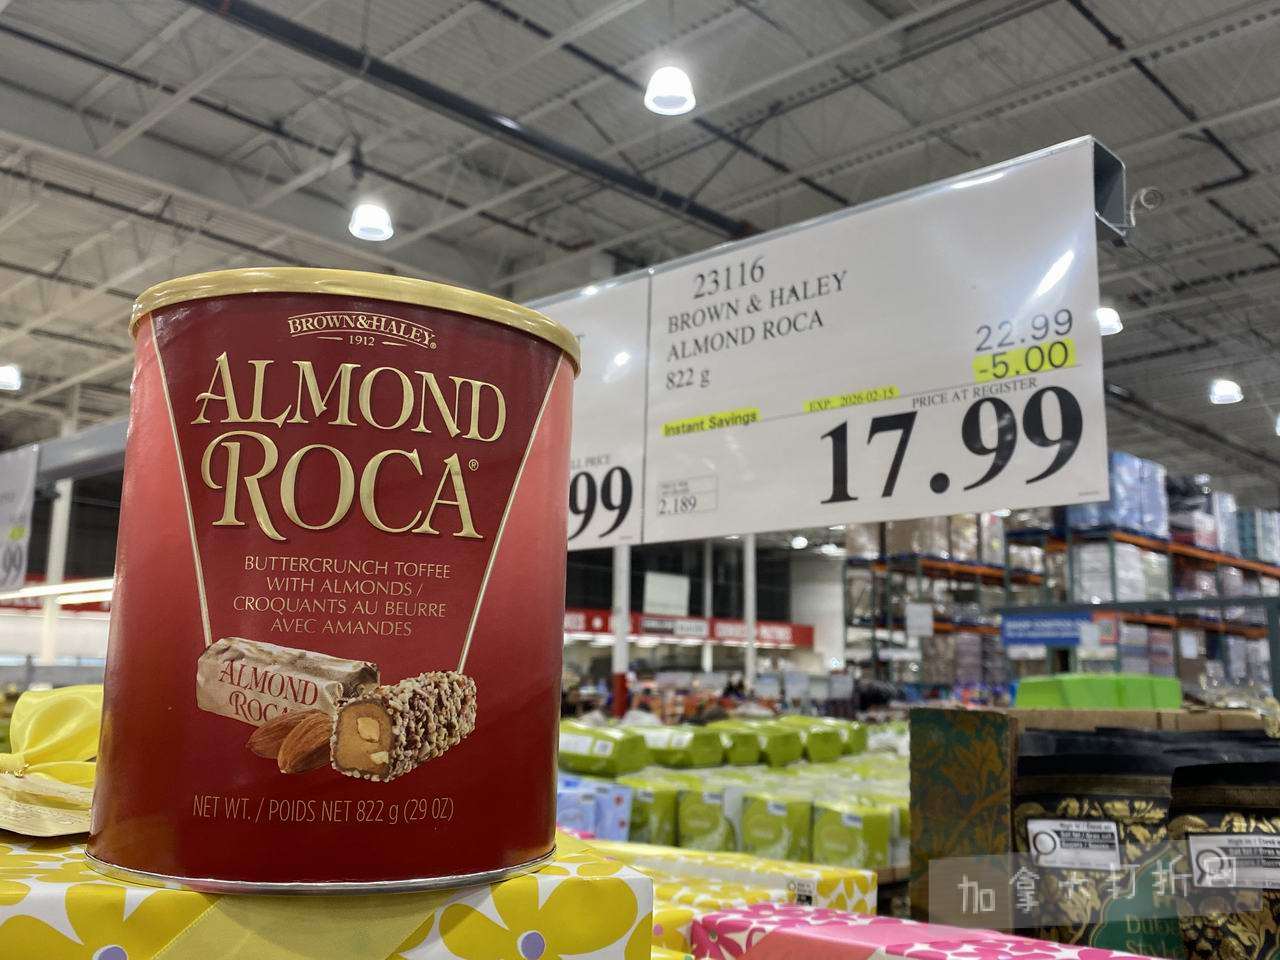 BROWN & HALEY®
1912
ALMOND
ROCA®
BUTTERCRUNCH TOFFEE
WITH ALMONDS /
CROQUANTS AU BEURRE
AVEC AMANDES
ALMOND
ROCA
NET WT. / POIDS NET 822 g (29 OZ)
23116
BROWN & HALEY
ALMOND ROCA
822 g
22.99
-5.00
Instant Savings
EXP: 2026-02-15
PRICE AT REGISTER
17.99
2.189
PRICE
99
加拿大打折网